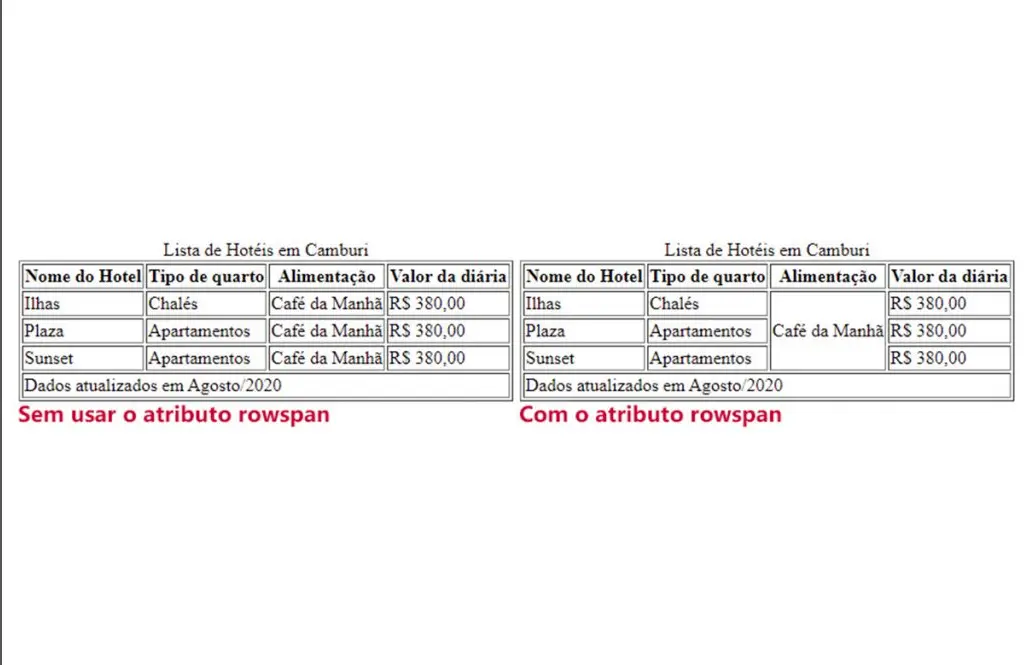 Lista de Hotéis em Camburi
Nome do Hotel Tipo de quarto Alimentação Valor da diária
Ilhas Chalés Café da Manhã R$ 380,00
Plaza Apartamentos Café da Manhã R$ 380,00
Sunset Apartamentos Café da Manhã R$ 380,00
Dados atualizados em Agosto/2020
Sem usar o atributo rowspan
Lista de Hotéis em Camburi
Nome do Hotel Tipo de quarto Alimentação Valor da diária
Ilhas Chalés R$ 380,00
Plaza Apartamentos Café da Manhã R$ 380,00
Sunset Apartamentos R$ 380,00
Dados atualizados em Agosto/2020
Com o atributo rowspan